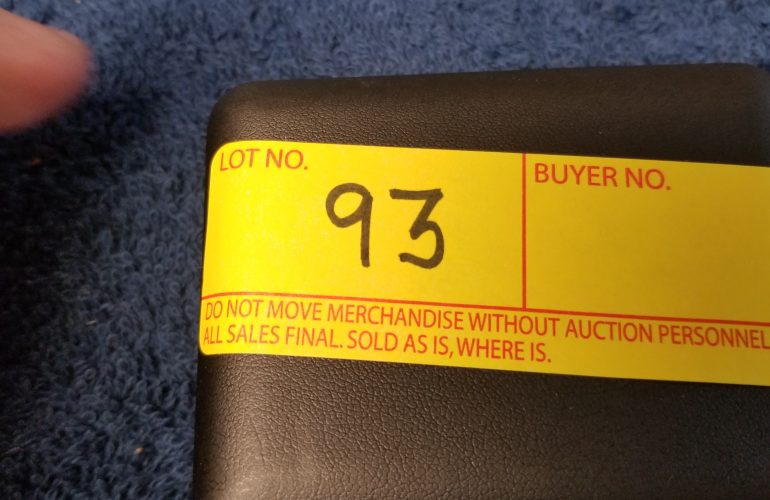 LOT NO.
93
BUYER NO.
DO NOT MOVE MERCHANDISE WITHOUT AUCTION PERSONNEL
ALL SALES FINAL. SOLD AS IS, WHERE IS.